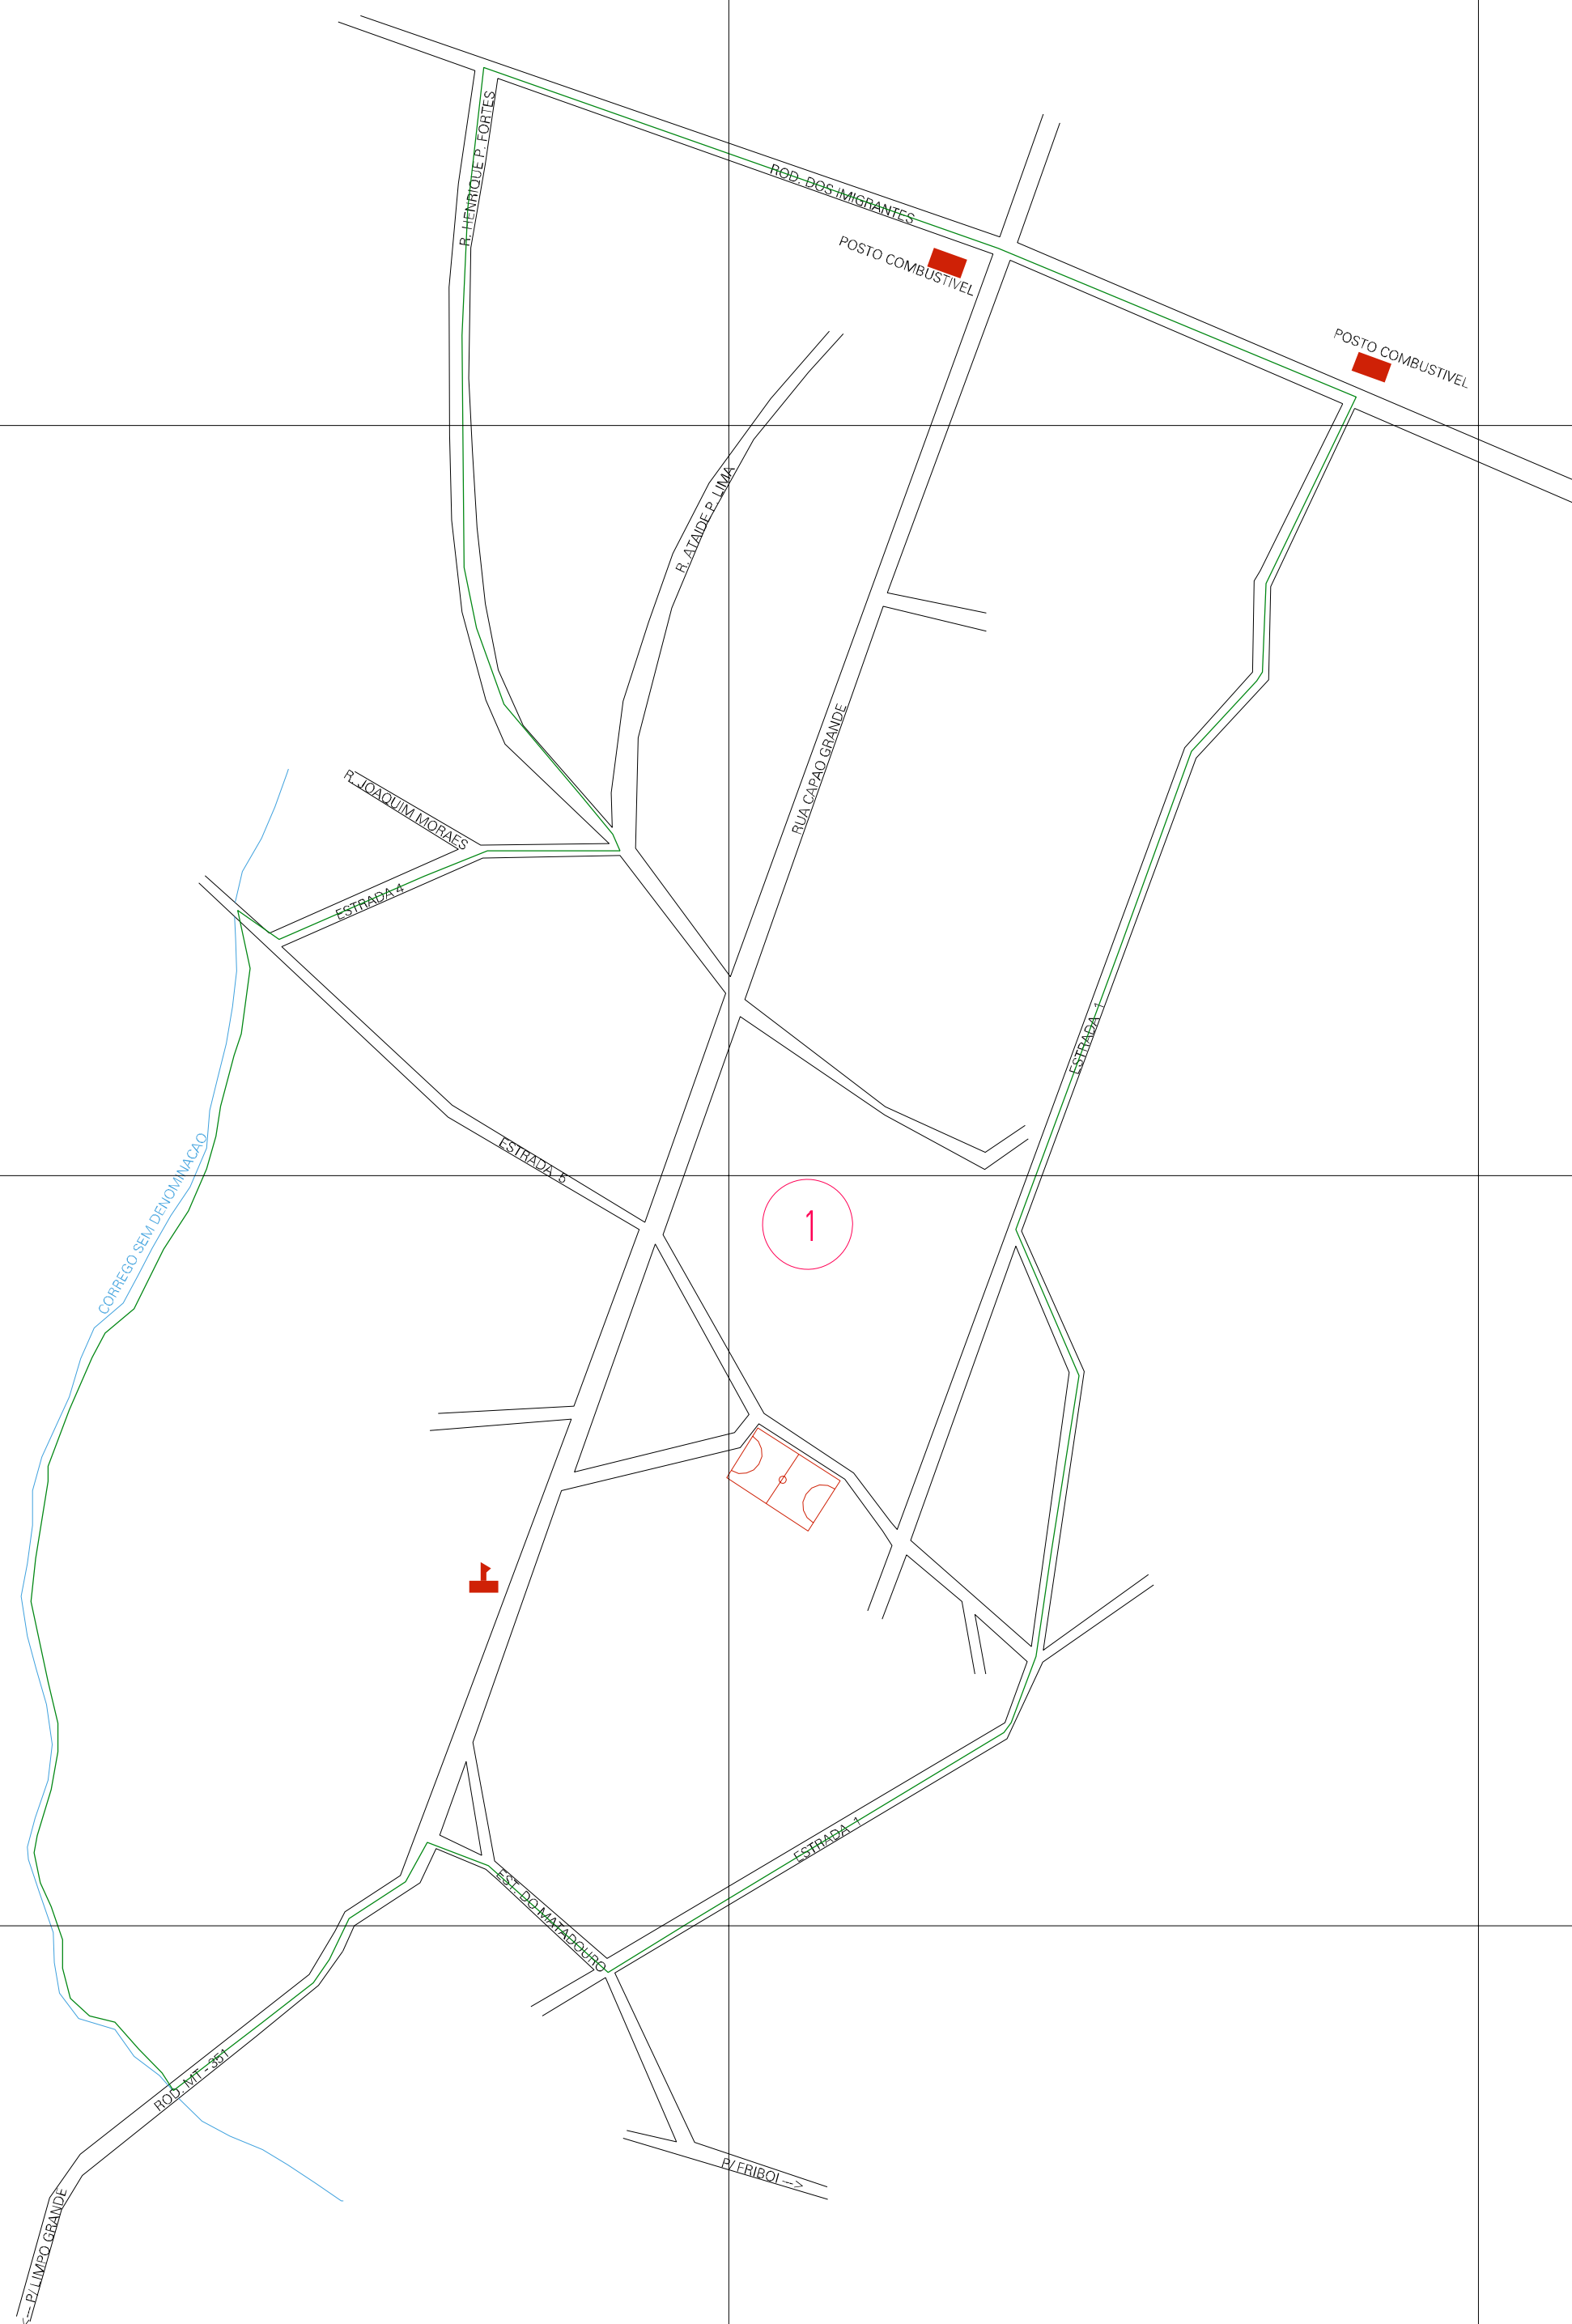 R. HENRIQUE P. FORTES
ROD. DOS IMIGRANTES
POSTO COMBUSTIVEL
POSTO COMBUSTIVEL
R. ATAIDE P. LIMA
RUA CAPAO GRANDE
R. JOAQUIM MORAES
ESTRADA 4
ESTRADA 1
ESTRADA 5
CORREGO SEM DENOMINACAO
1
ESTRADA 1
EST. DO MATADOURO
ROD. MT - 351
P/ FRIBOI --->
<--- P/ LIMPO GRANDE